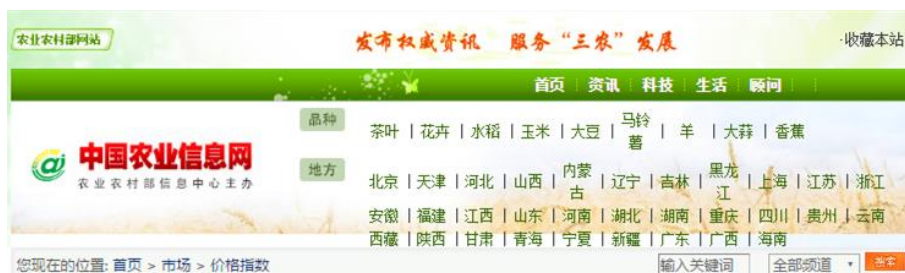 农业农村部网站
发布权威资讯 服务“三农”发展
·收藏本站
首页 资讯 科技 生活 顾问
品种
茶叶 | 花卉 | 水稻 | 玉米 | 大豆 | 马铃薯 | 羊 | 大蒜 | 香蕉
中国农业信息网
农业农村部信息中心主办
地方
北京 | 天津 | 河北 | 山西 | 内蒙古 | 辽宁 | 吉林 | 黑龙江 | 上海 | 江苏 | 浙江
安徽 | 福建 | 江西 | 山东 | 河南 | 湖北 | 湖南 | 重庆 | 四川 | 贵州 | 云南
西藏 | 陕西 | 甘肃 | 青海 | 宁夏 | 新疆 | 广东 | 广西 | 海南
您现在的位置: 首页 > 市场 > 价格指数
输入关键词 全部频道 搜索